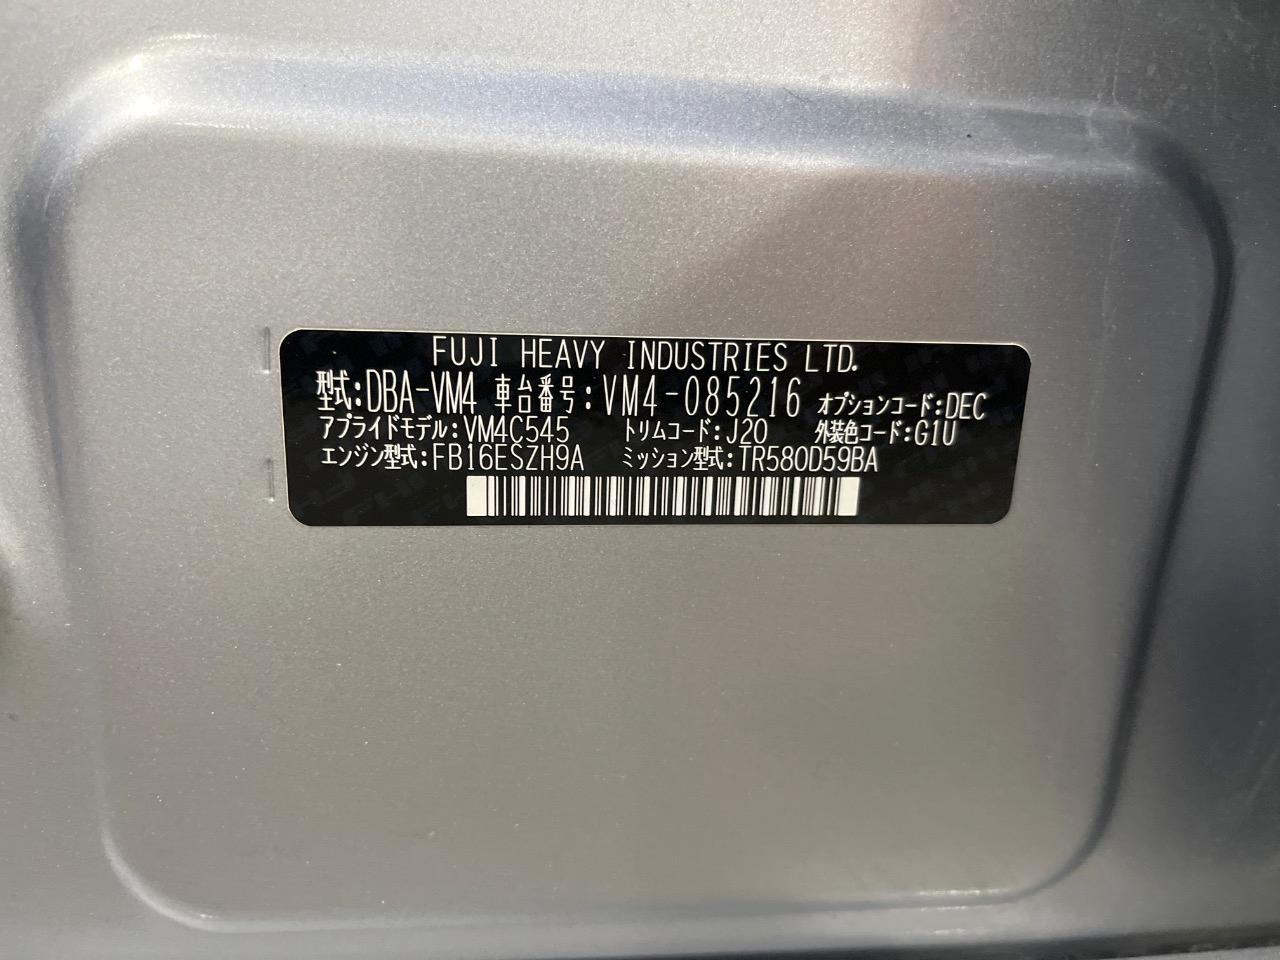 FUJI HEAVY INDUSTRIES LTD.
型式:DBA-VM4 車台番号:VM4-085216 オプションコード:DEC
アプライドモデル:VM4C545 トリムコード:J20 外装色コード:G1U
エンジン型式:FB16ESZH9A ミッション型式:TR580D59BA